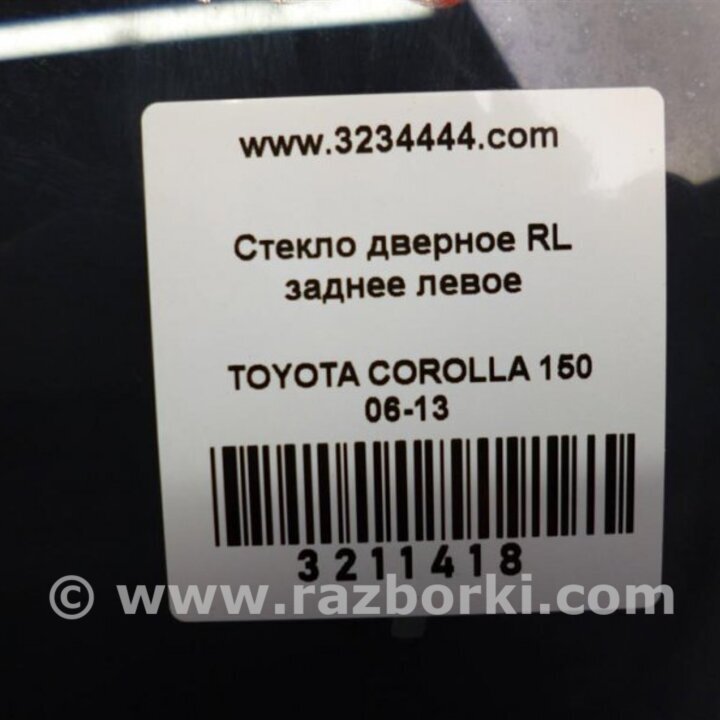 www.3234444.com
Стекло дверное RL
заднее левое
TOYOTA COROLLA 150
06-13
3211418
© www.razborki.com